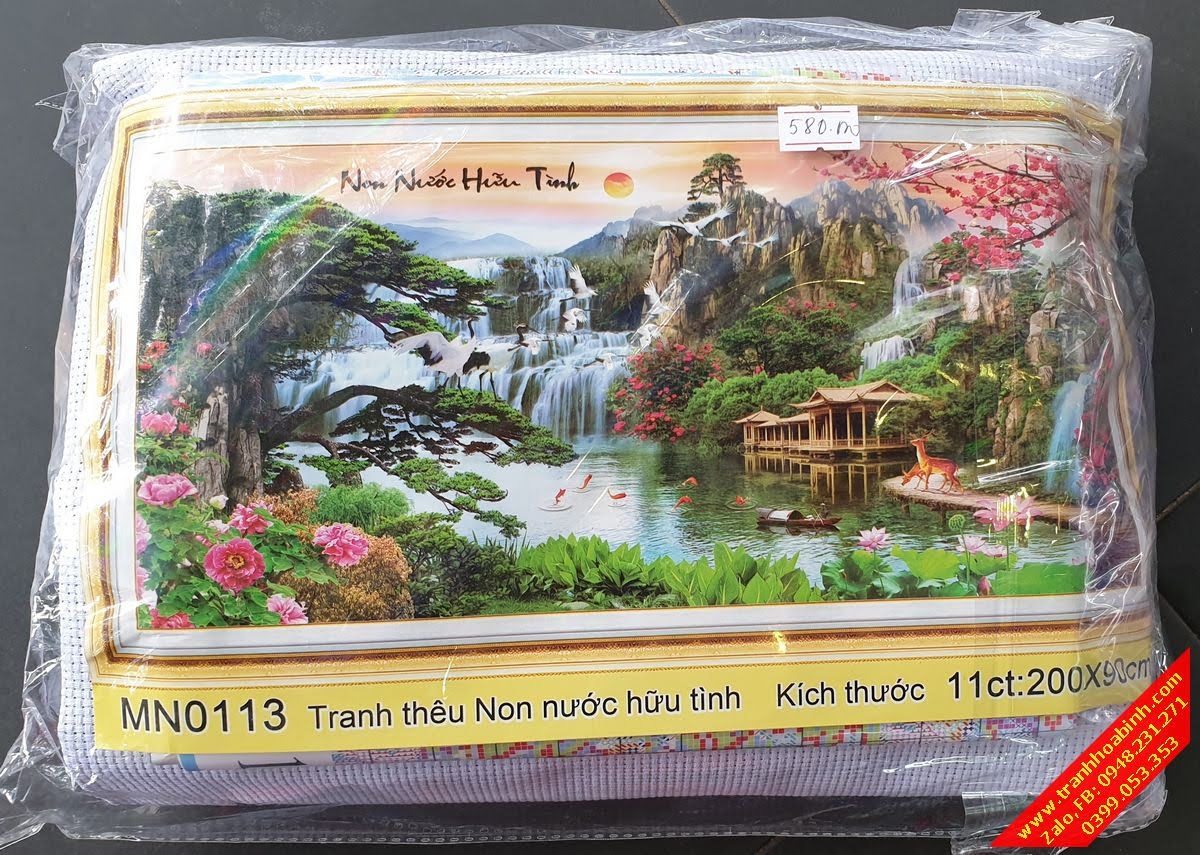 580.m
Non Nước Hữu Tình
MN0113 Tranh thêu Non nước hữu tình Kích thước 11ct:200X90cm
www.tranhhoabinh.com
Zalo, FB: 0948.231.271
0399.053.353